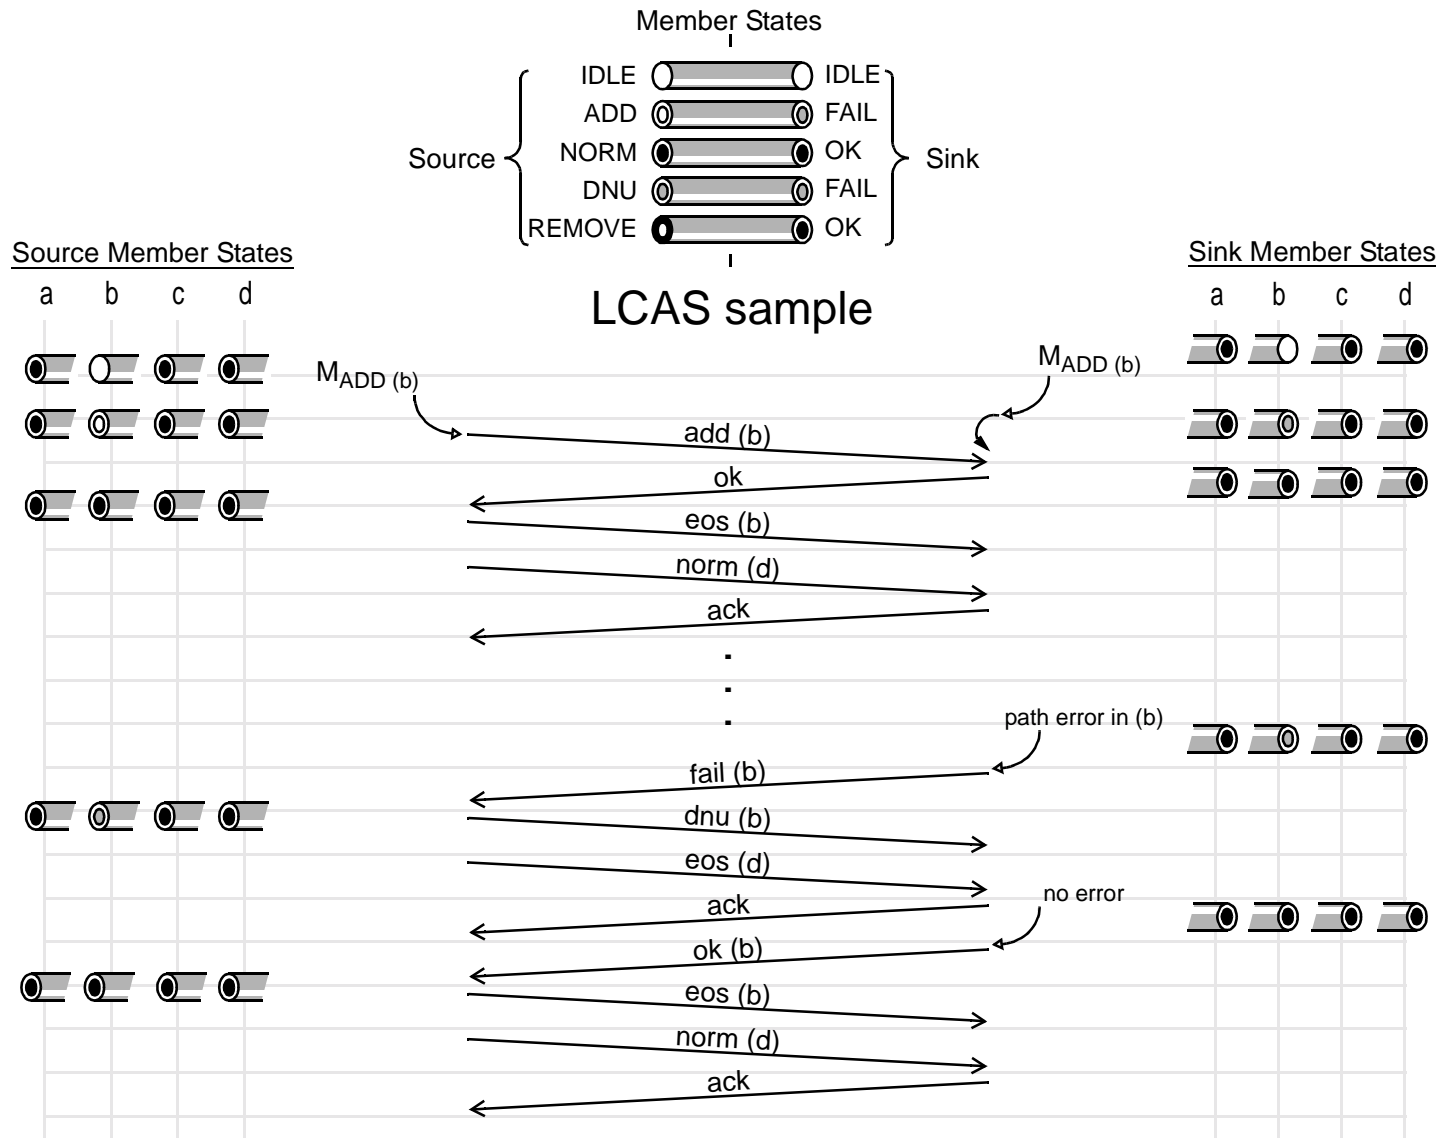 Member States
IDLE IDLE
ADD FAIL
NORM OK
DNU FAIL
REMOVE OK
Source Sink
Source Member States
a b c d
LCAS sample
Sink Member States
a b c d
MADD (b)
MADD (b)
add (b)
ok
eos (b)
norm (d)
ack
path error in (b)
fail (b)
dnu (b)
eos (d)
ack
no error
ok (b)
eos (b)
norm (d)
ack